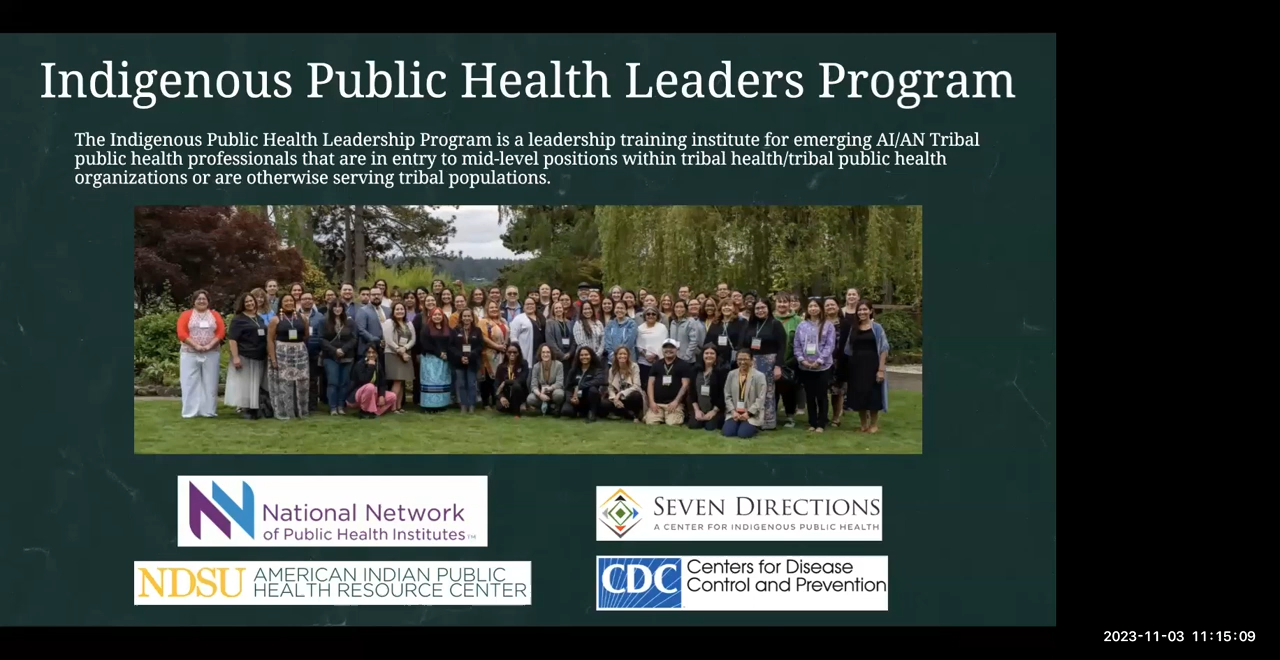 Indigenous Public Health Leaders Program
The Indigenous Public Health Leadership Program is a leadership training institute for emerging AI/AN Tribal
public health professionals that are in entry to mid-level positions within tribal health/tribal public health
organizations or are otherwise serving tribal populations.
National Network
of Public Health Institutes™
SEVEN DIRECTIONS
A CENTER FOR INDIGENOUS PUBLIC HEALTH
NDSU
AMERICAN INDIAN PUBLIC
HEALTH RESOURCE CENTER
CDC
Centers for Disease
Control and Prevention
2023-11-03 11:15:09